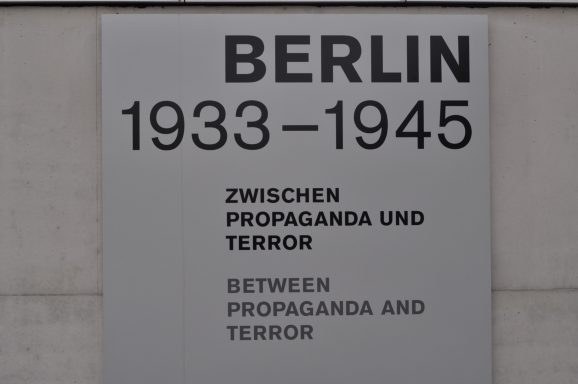 BERLIN
1933–1945
ZWISCHEN
PROPAGANDA UND
TERROR
BETWEEN
PROPAGANDA AND
TERROR